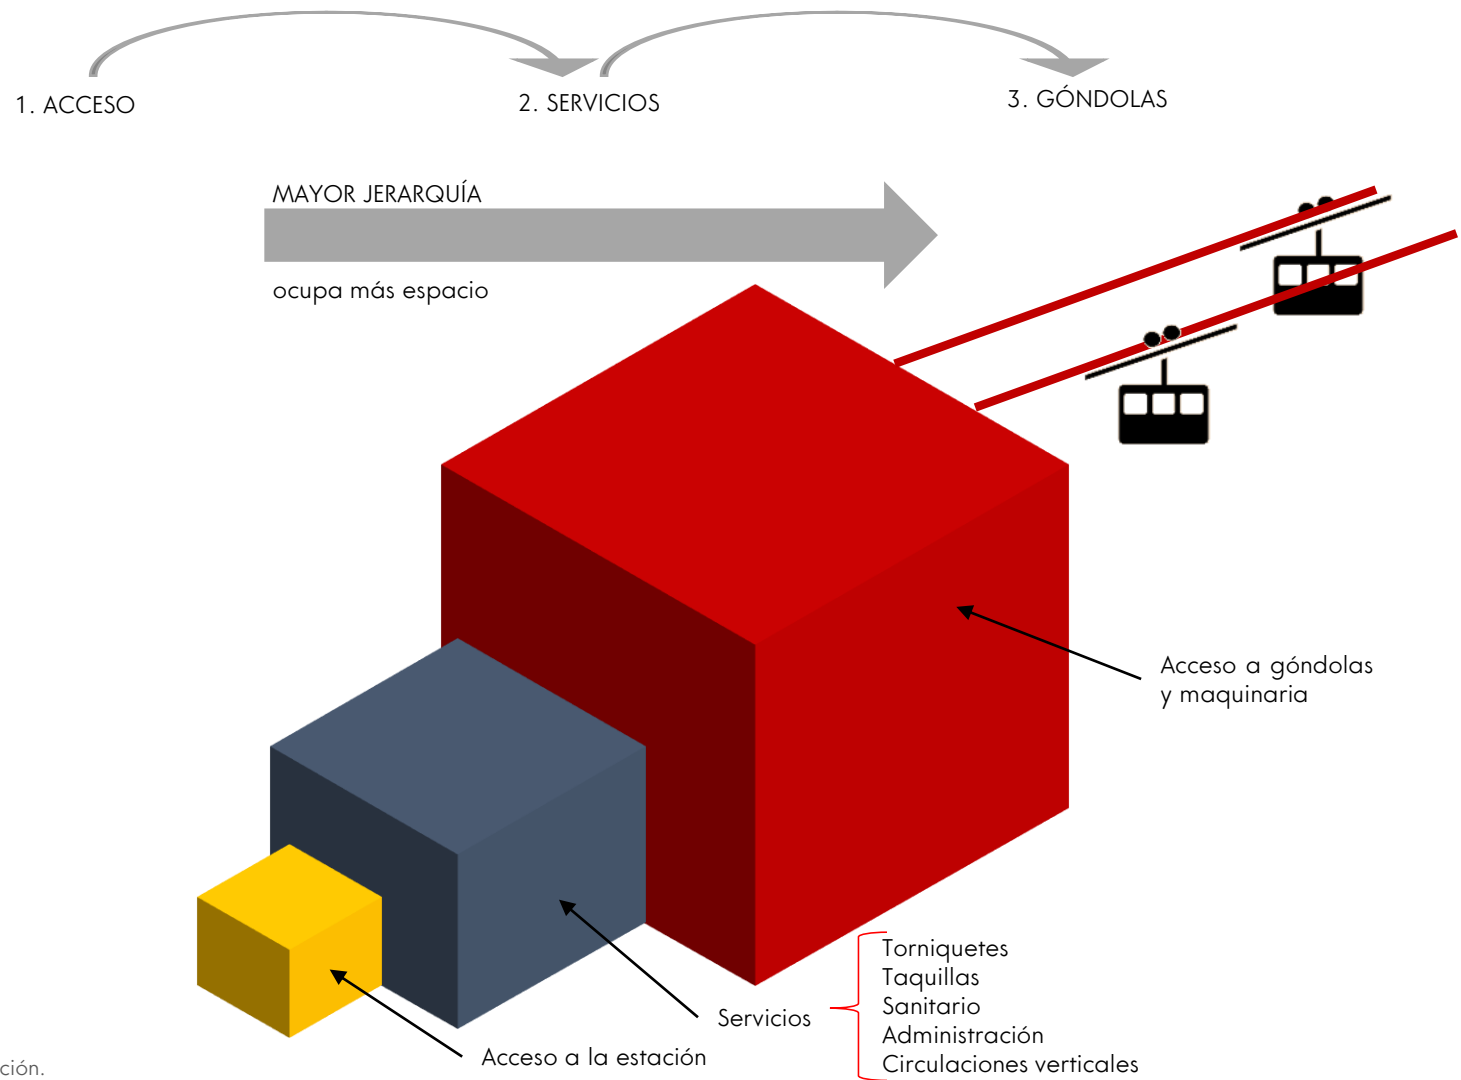 1. ACCESO
2. SERVICIOS
3. GÓNDOLAS
MAYOR JERARQUÍA
ocupa más espacio
Acceso a góndolas
y maquinaria
Torniquetes
Taquillas
Sanitario
Administración
Circulaciones verticales
Servicios
Acceso a la estación
ción.